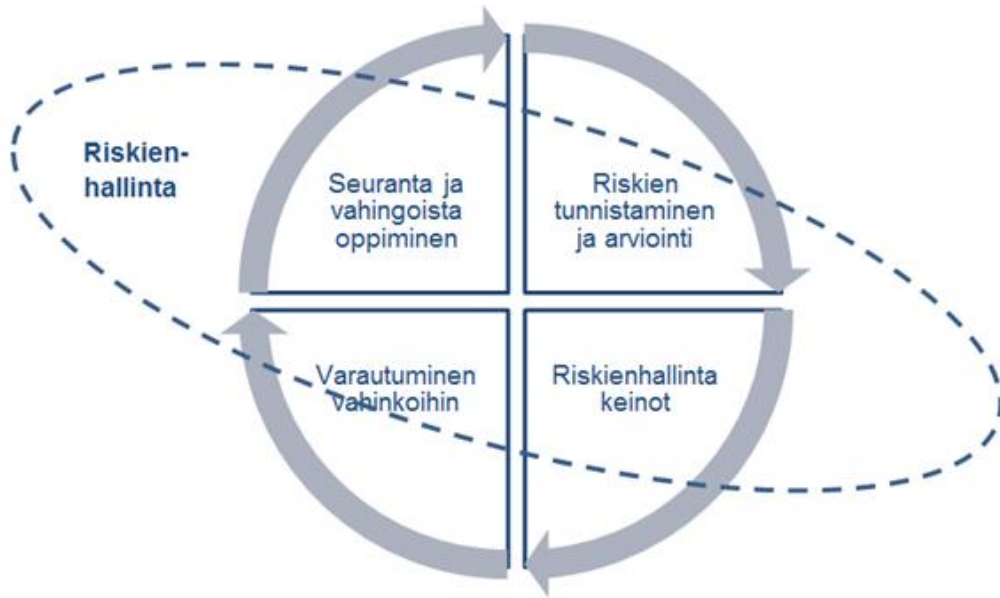 Riskien-
hallinta
Seuranta ja
vahingoista
oppiminen
Riskien
tunnistaminen
ja arviointi
Varautuminen
vahinkoihin
Riskienhallinta
keinot